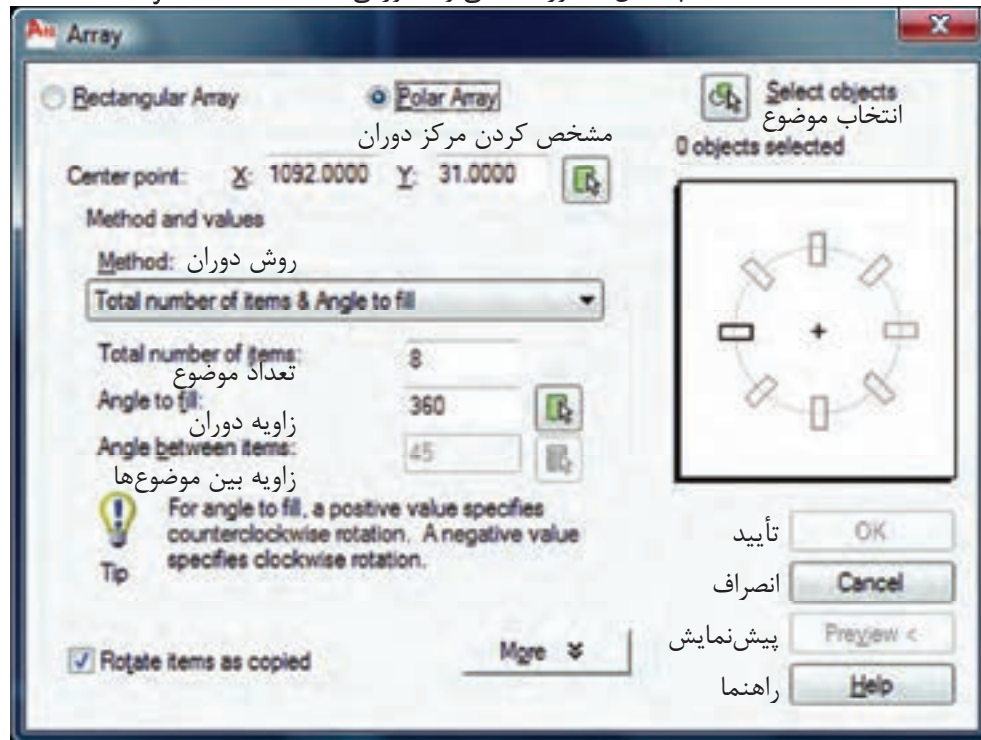 Array
Rectangular Array
Polar Array
Select objects
انتخاب موضوع
0 objects selected
مشخص کردن مرکز دوران
Center point: X: 1092.0000 Y: 31.0000
Method and values
Method: روش دوران
Total number of items & Angle to fill
Total number of items: 8
تعداد موضوع
Angle to fill: 360
زاویه دوران
Angle between items: 45
زاویه بین موضوع‌ها
For angle to fill, a positive value specifies
counterclockwise rotation. A negative value
specifies clockwise rotation.
Tip
Rotate items as copied
More
تأیید OK
انصراف Cancel
پیش‌نمایش Preview <
راهنما Help